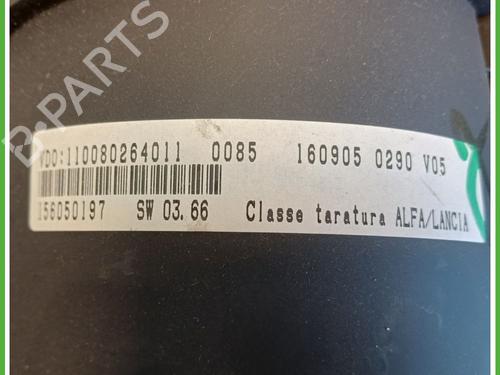 B-PARTS
VDO:110080264011 0085 160905 0290 V05
156050197 SW 03.66 Classe taratura ALFA/LANCIA